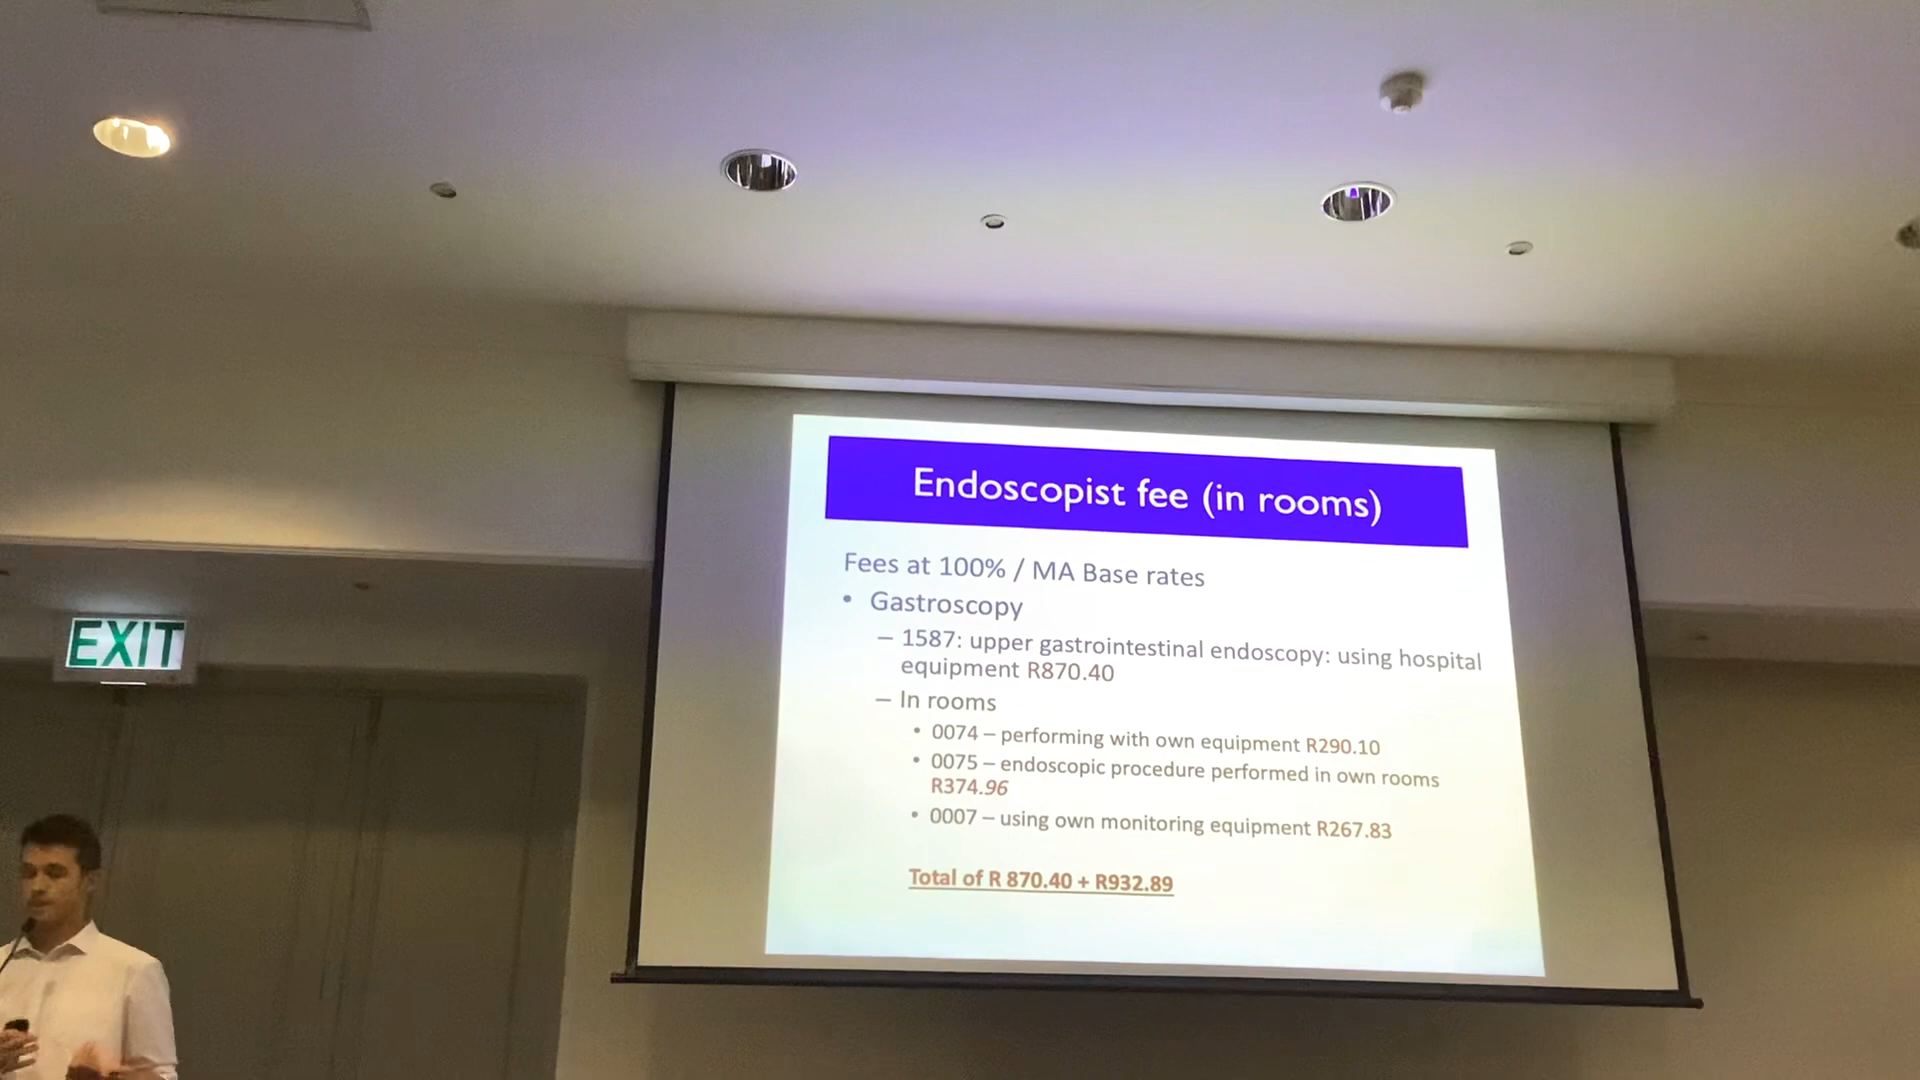 EXIT
Endoscopist fee (in rooms)
Fees at 100% / MA Base rates
• Gastroscopy
– 1587: upper gastrointestinal endoscopy: using hospital
equipment R870.40
– In rooms
• 0074 – performing with own equipment R290.10
• 0075 – endoscopic procedure performed in own rooms
R374.96
• 0007 – using own monitoring equipment R267.83
Total of R 870.40 + R932.89